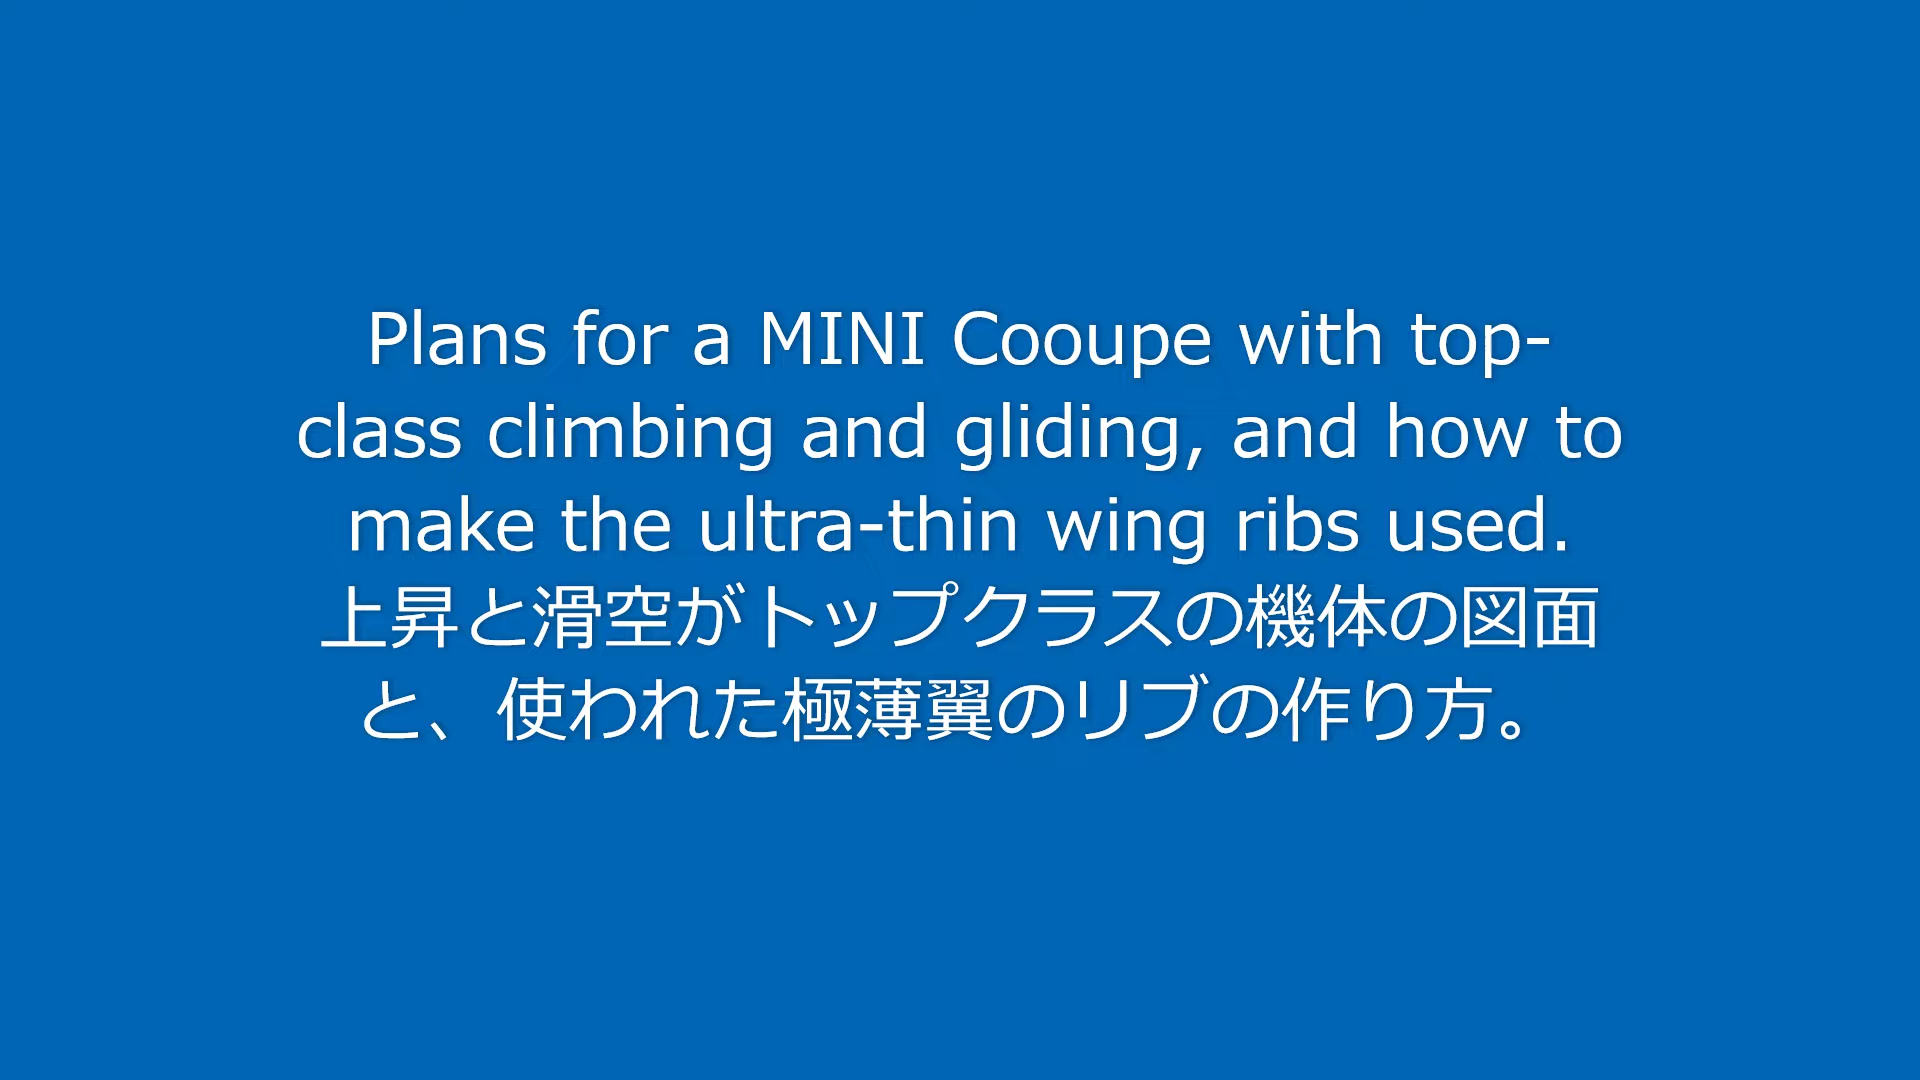 Plans for a MINI Cooupe with top-
class climbing and gliding, and how to
make the ultra-thin wing ribs used.
上昇と滑空がトップクラスの機体の図面
と、使われた極薄翼のリブの作り方。